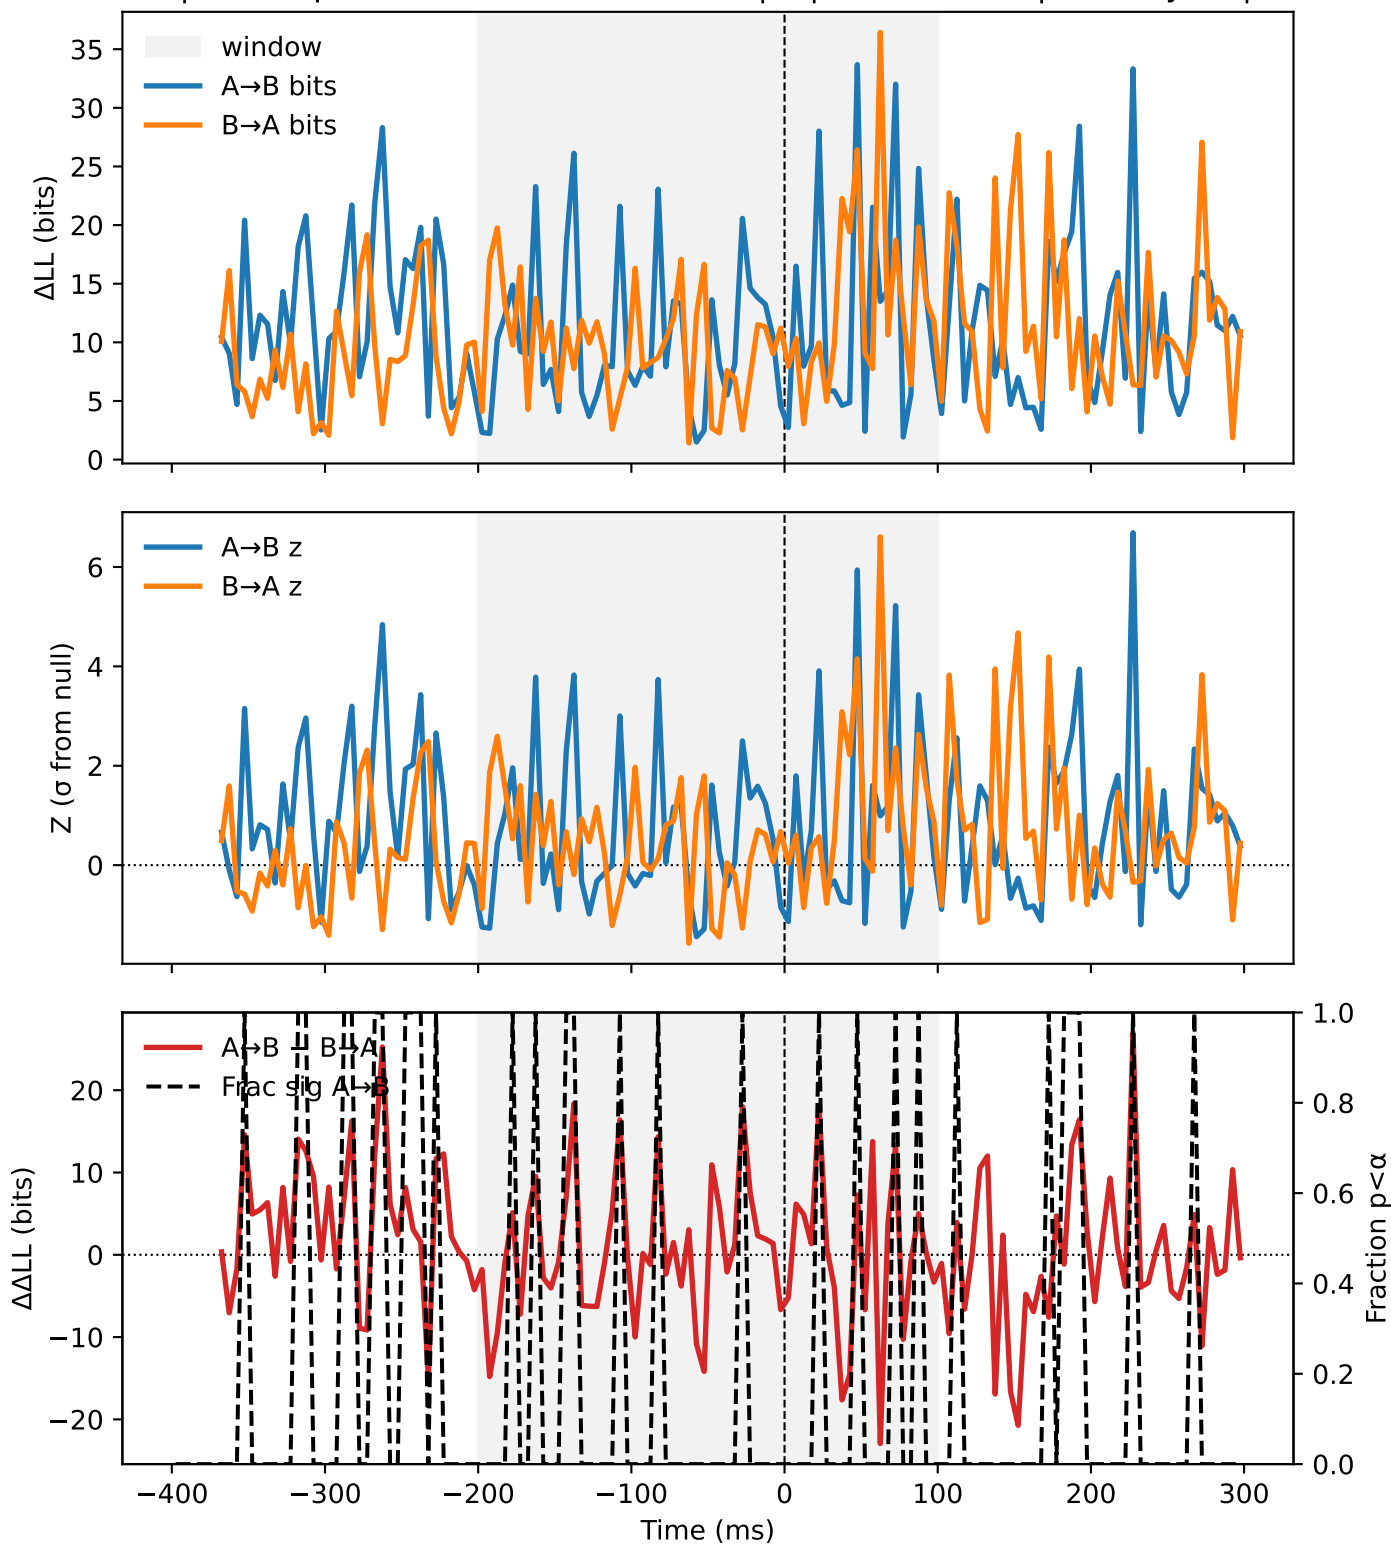 window
A→B bits
B→A bits
ΔLL (bits)
35
30
25
20
15
10
5
0
A→B z
B→A z
Z (σ from null)
6
4
2
0
A→B − B→A
Frac sig A→B
ΔΔLL (bits)
20
10
0
−10
−20
1.0
0.8
0.6
0.4
0.2
0.0
Fraction p<α
−400
−300
−200
−100
0
100
200
300
Time (ms)